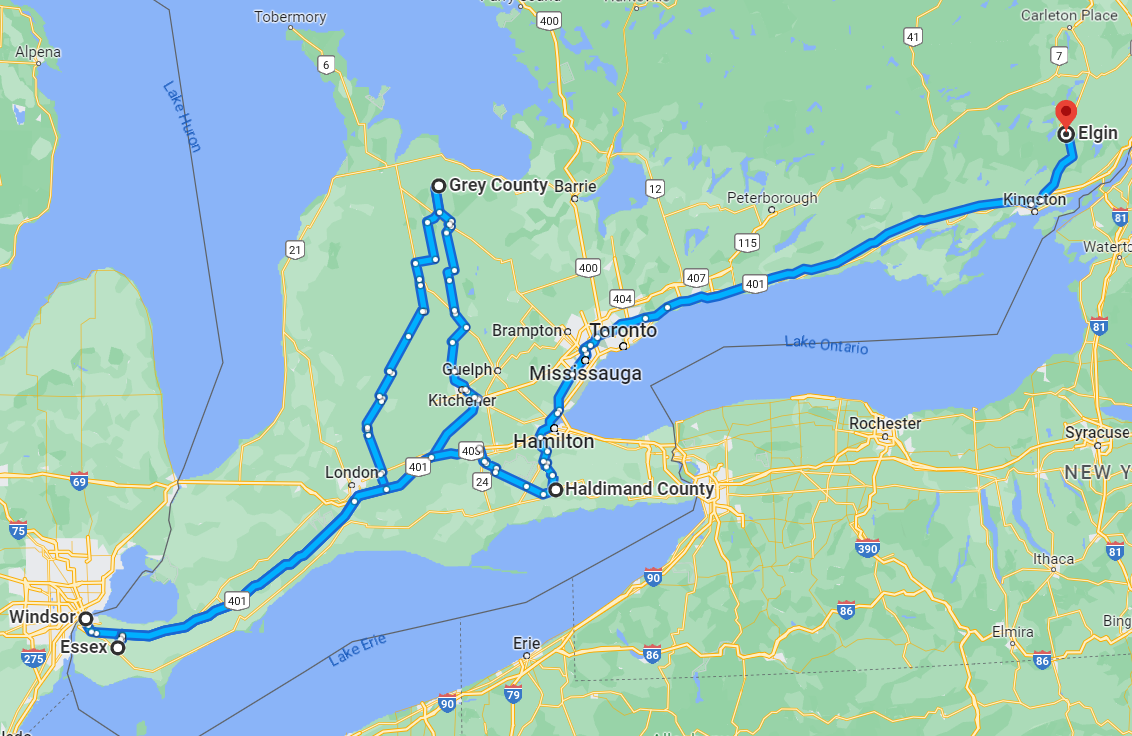 Tobermory
400
Carleton Place
41
Alpena
7
6
Lake Huron
Elgin
Grey County
Barrie
12
Peterborough
Kingston
81
21
115
400
407
401
404
81
Brampton
Toronto
Lake Ontario
Guelph
Mississauga
Kitchener
Hamilton
Rochester
Syracuse
London
401
403
24
69
Haldimand County
NEW Y
75
390
81
Ithaca
90
401
86
Windsor
Essex
275
Lake Erie
Erie
86
Elmira
Bing
86
90
79